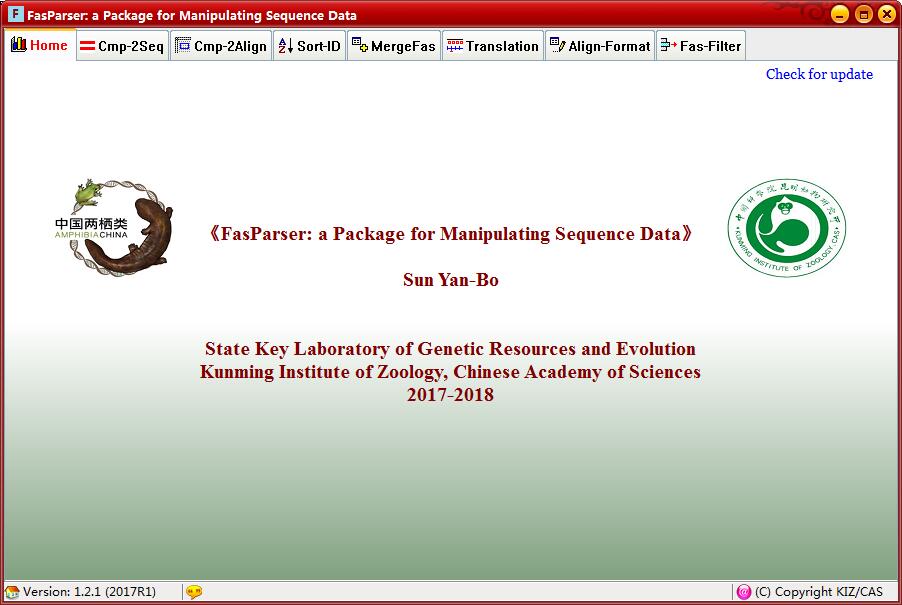 F FasParser: a Package for Manipulating Sequence Data
Home Cmp-2Seq Cmp-2Align Sort-ID MergeFas Translation Align-Format Fas-Filter
Check for update
中国两栖类
AMPHIBIACHINA
中国科学院昆明动物研究所
KUNMING INSTITUTE OF ZOOLOGY.CAS
《FasParser: a Package for Manipulating Sequence Data》
Sun Yan-Bo
State Key Laboratory of Genetic Resources and Evolution
Kunming Institute of Zoology, Chinese Academy of Sciences
2017-2018
Version: 1.2.1 (2017R1)
(C) Copyright KIZ/CAS